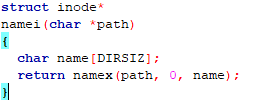 struct inode*
namei(char *path)
{
  char name[DIRSIZ];
  return namex(path, 0, name);
}